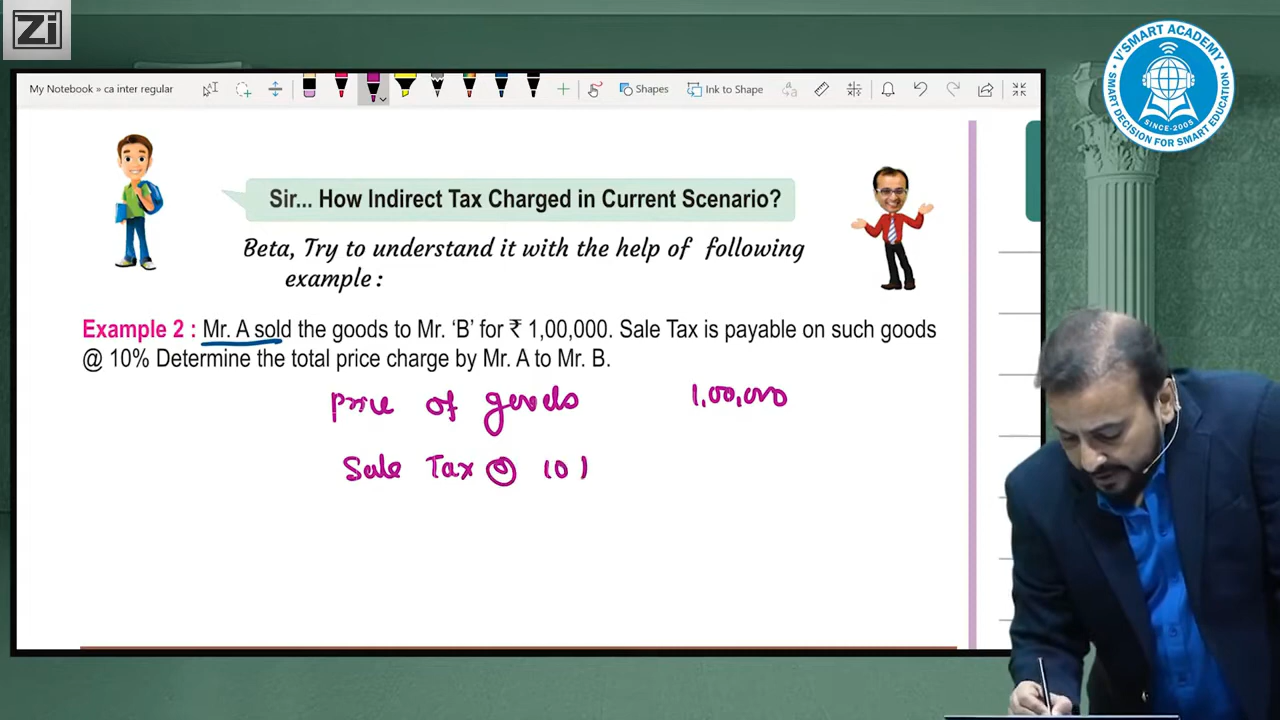 Zi
V'SMART ACADEMY
SINCE-2005
SMART DECISION FOR SMART EDUCATION
My Notebook » ca inter regular
Shapes
Ink to Shape
Sir... How Indirect Tax Charged in Current Scenario?
Beta, Try to understand it with the help of following
example :
Example 2 : Mr. A sold the goods to Mr. ‘B’ for ₹ 1,00,000. Sale Tax is payable on such goods
@ 10% Determine the total price charge by Mr. A to Mr. B.
Price of goods 1,00,000
Sale Tax @ 10